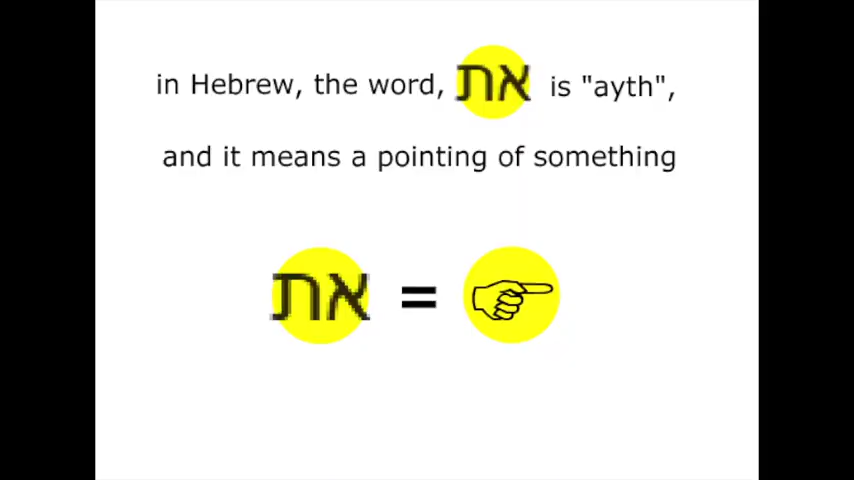 in Hebrew, the word, את is "ayth",
and it means a pointing of something
את =